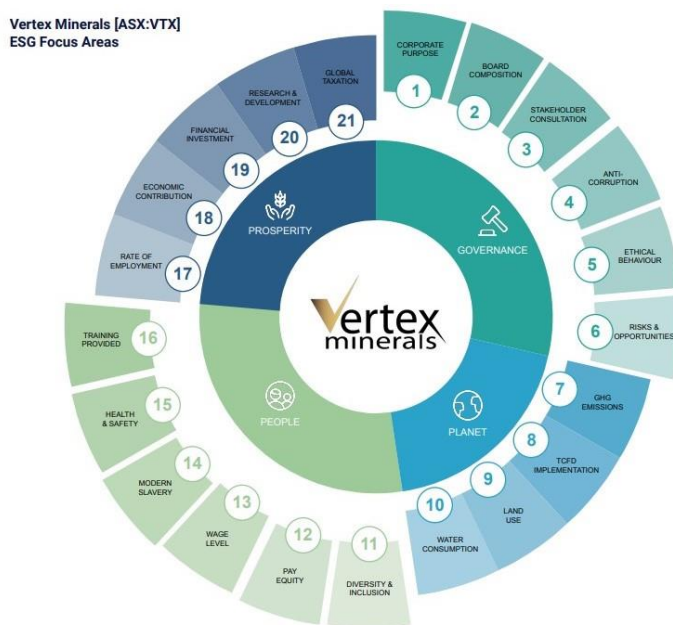 Vertex Minerals [ASX:VTX]
ESG Focus Areas
CORPORATE
PURPOSE
1
BOARD
COMPOSITION
2
STAKEHOLDER
CONSULTATION
3
ANTI-
CORRUPTION
4
ETHICAL
BEHAVIOUR
5
RISKS &
OPPORTUNITIES
6
GHG
EMISSIONS
7
TCFD
IMPLEMENTATION
8
LAND
USE
9
WATER
CONSUMPTION
10
DIVERSITY &
INCLUSION
11
PAY
EQUITY
12
WAGE
LEVEL
13
MODERN
SLAVERY
14
HEALTH
& SAFETY
15
TRAINING
PROVIDED
16
RATE OF
EMPLOYMENT
17
ECONOMIC
CONTRIBUTION
18
FINANCIAL
INVESTMENT
19
RESEARCH &
DEVELOPMENT
20
GLOBAL
TAXATION
21
PROSPERITY
GOVERNANCE
PEOPLE
PLANET
Vertex
minerals